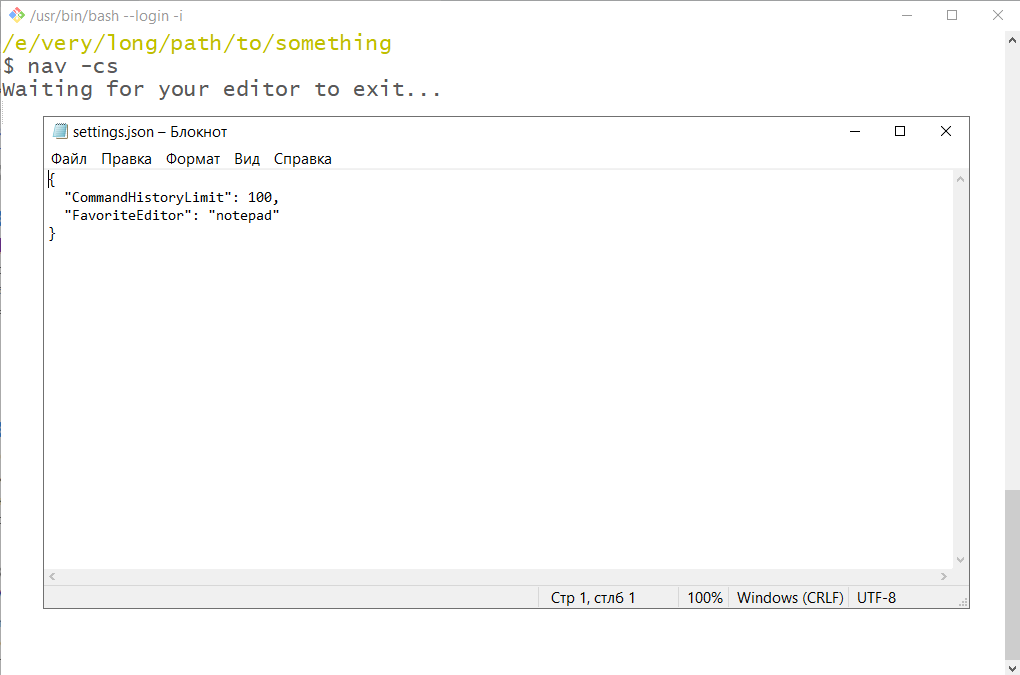 /usr/bin/bash --login -i
/e/very/long/path/to/something
$ nav -cs
Waiting for your editor to exit...
settings.json – Блокнот
Файл Правка Формат Вид Справка
{
  "CommandHistoryLimit": 100,
  "FavoriteEditor": "notepad"
}
Стр 1, стлб 1 100% Windows (CRLF) UTF-8